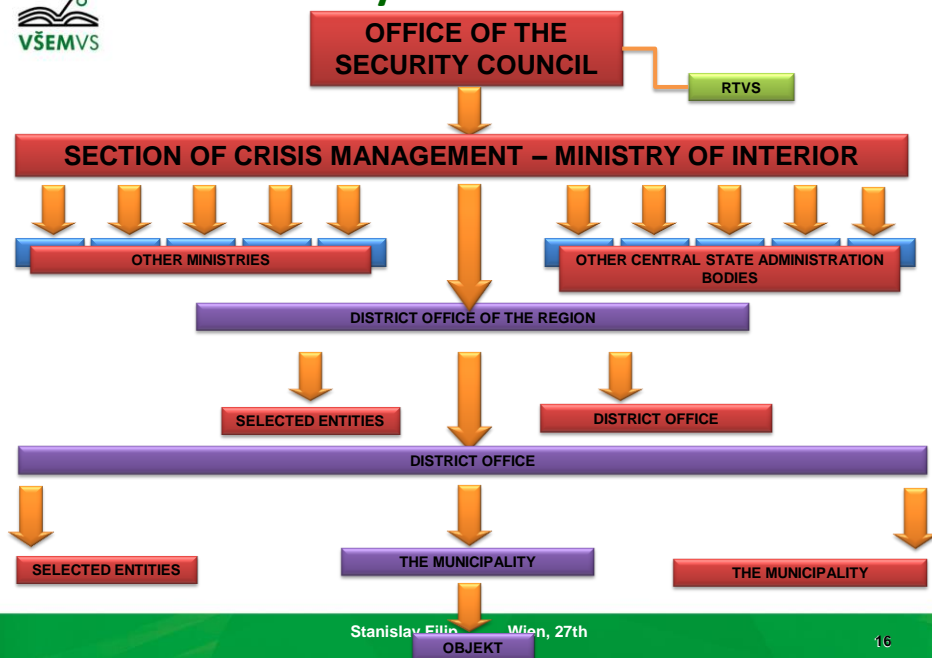 VŠEMVS
OFFICE OF THE
SECURITY COUNCIL
RTVS
SECTION OF CRISIS MANAGEMENT – MINISTRY OF INTERIOR
OTHER MINISTRIES
OTHER CENTRAL STATE ADMINISTRATION
BODIES
DISTRICT OFFICE OF THE REGION
SELECTED ENTITIES
DISTRICT OFFICE
DISTRICT OFFICE
SELECTED ENTITIES
THE MUNICIPALITY
THE MUNICIPALITY
Stanislav Filip Wien, 27th
OBJEKT
16